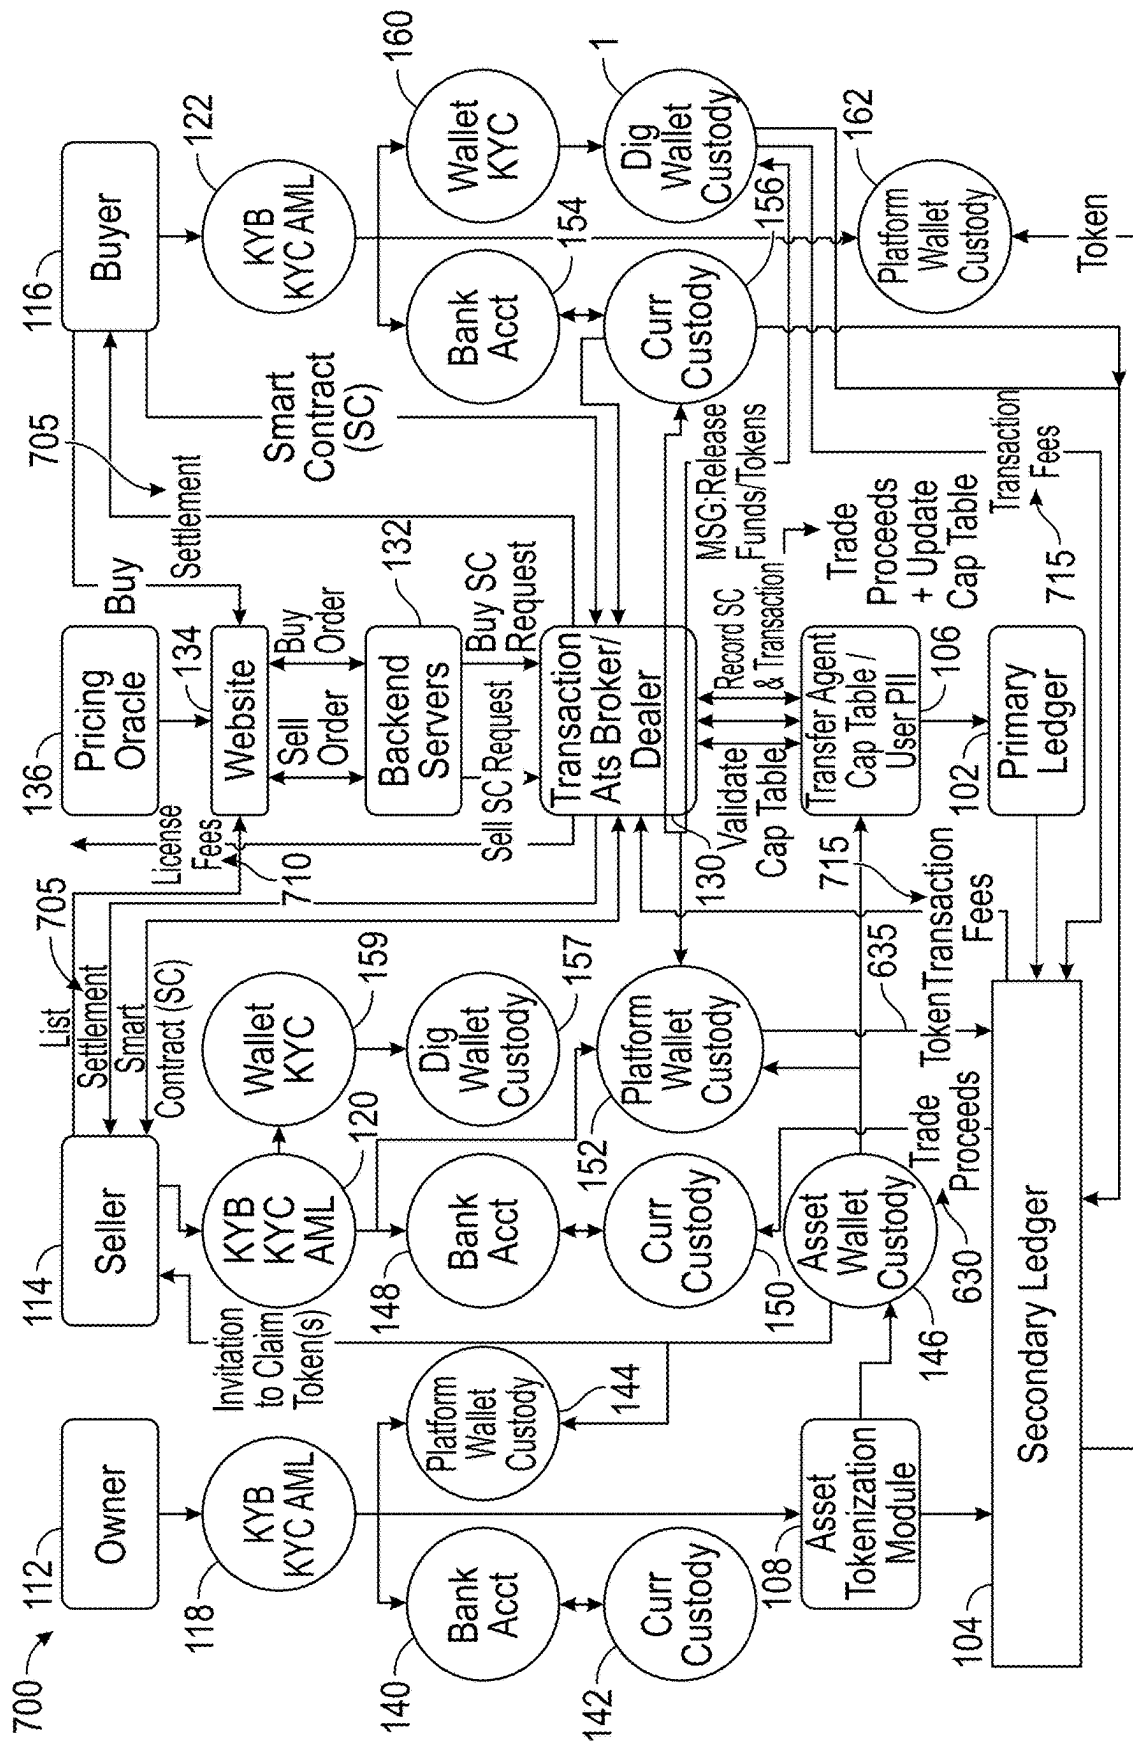 700
112
Owner
118
KYB
KYC AML
140
Bank
Acct
142
Curr
Custody
Platform
Wallet
Custody
144
108
Asset
Tokenization
Module
104
Secondary Ledger
114
Seller
Invitation
to Claim
Token(s)
KYB
KYC
AML
120
Wallet
KYC
159
Dig
Wallet
Custody
157
148
Bank
Acct
Curr
Custody
150
152
Platform
Wallet
Custody
635
Asset
Wallet
Custody
146
630
Trade
Proceeds
Token
715
Transaction
Fees
List
705
Settlement
Smart
Contract (SC)
License
Fees
710
136
Pricing
Oracle
134
Website
Sell
Order
Buy
Order
132
Backend
Servers
Sell SC Request
Buy SC
Request
Transaction
Ats Broker/
Dealer
130
Validate
Cap Table
Record SC
& Transaction
Transfer Agent
Cap Table /
User PII
106
102
Primary
Ledger
Buy
Settlement
705
Smart
Contract
(SC)
MSG:Release
Funds/Tokens
Trade
Proceeds
+ Update
Cap Table
715
Transaction
Fees
116
Buyer
122
KYB
KYC AML
Bank
Acct
154
Curr
Custody
156
160
Wallet
KYC
1
Dig
Wallet
Custody
162
Platform
Wallet
Custody
Token